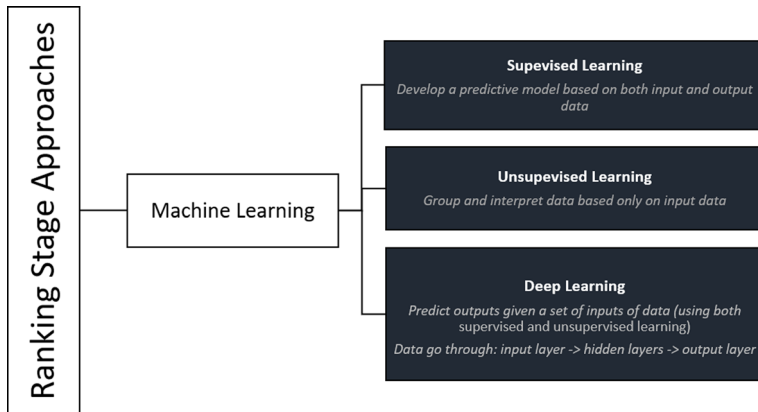 Ranking Stage Approaches
Machine Learning
Supevised Learning
Develop a predictive model based on both input and output
data
Unsupevised Learning
Group and interpret data based only on input data
Deep Learning
Predict outputs given a set of inputs of data (using both
supervised and unsupervised learning)
Data go through: input layer -> hidden layers -> output layer